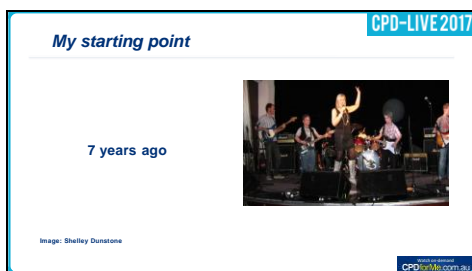 CPD-LIVE 2017
My starting point
7 years ago
Image: Shelley Dunstone
Watch on demand
CPDforMe.com.au